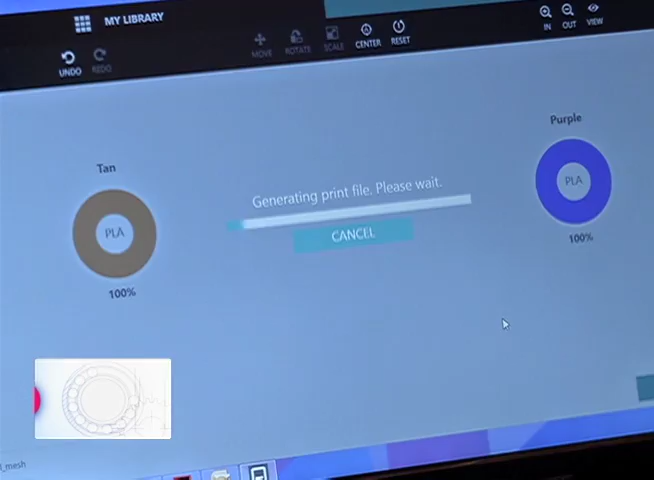 MY LIBRARY
UNDO
REDO
MOVE
ROTATE
SCALE
CENTER
RESET
IN
OUT
VIEW
Tan
PLA
100%
Generating print file. Please wait.
CANCEL
Purple
PLA
100%
_mesh